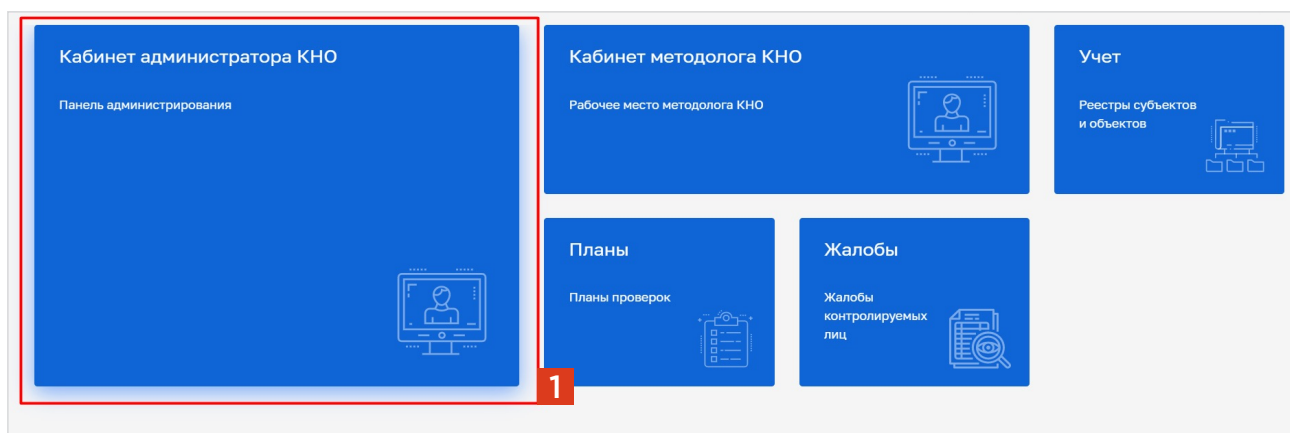 Кабинет администратора КНО
Панель администрирования
Кабинет методолога КНО
Рабочее место методолога КНО
Учет
Реестры субъектов
и объектов
Планы
Планы проверок
Жалобы
Жалобы
контролируемых
лиц
1